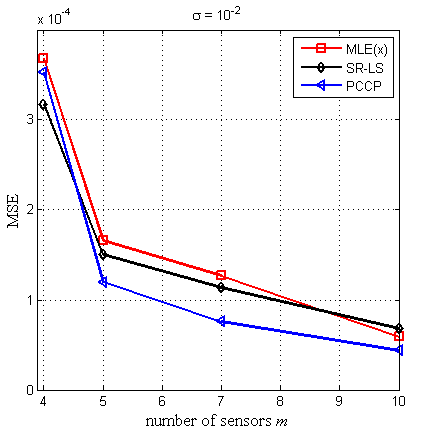 σ = 10⁻²
x 10⁻⁴
MLE(x)
SR-LS
PCCP
3
2
1
0
MSE
4 5 6 7 8 9 10
number of sensors m